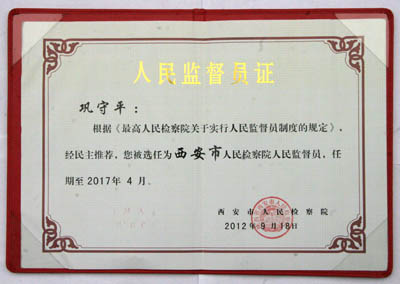 人民监督员证
巩守平：
根据《最高人民检察院关于实行人民监督员制度的规定》，
经民主推荐，您被选任为西安市人民检察院人民监督员，任
期至2017年 4 月。
西安市人民检察院
2012年9月18日